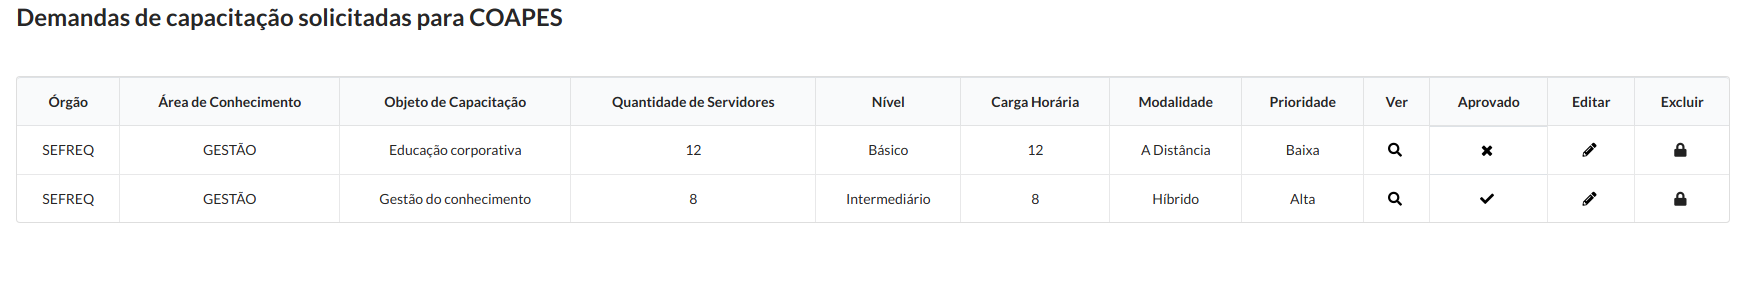 Demandas de capacitação solicitadas para COAPES
Órgão Área de Conhecimento Objeto de Capacitação Quantidade de Servidores Nível Carga Horária Modalidade Prioridade Ver Aprovado Editar Excluir
SEFREQ GESTÃO Educação corporativa 12 Básico 12 A Distância Baixa
SEFREQ GESTÃO Gestão do conhecimento 8 Intermediário 8 Híbrido Alta